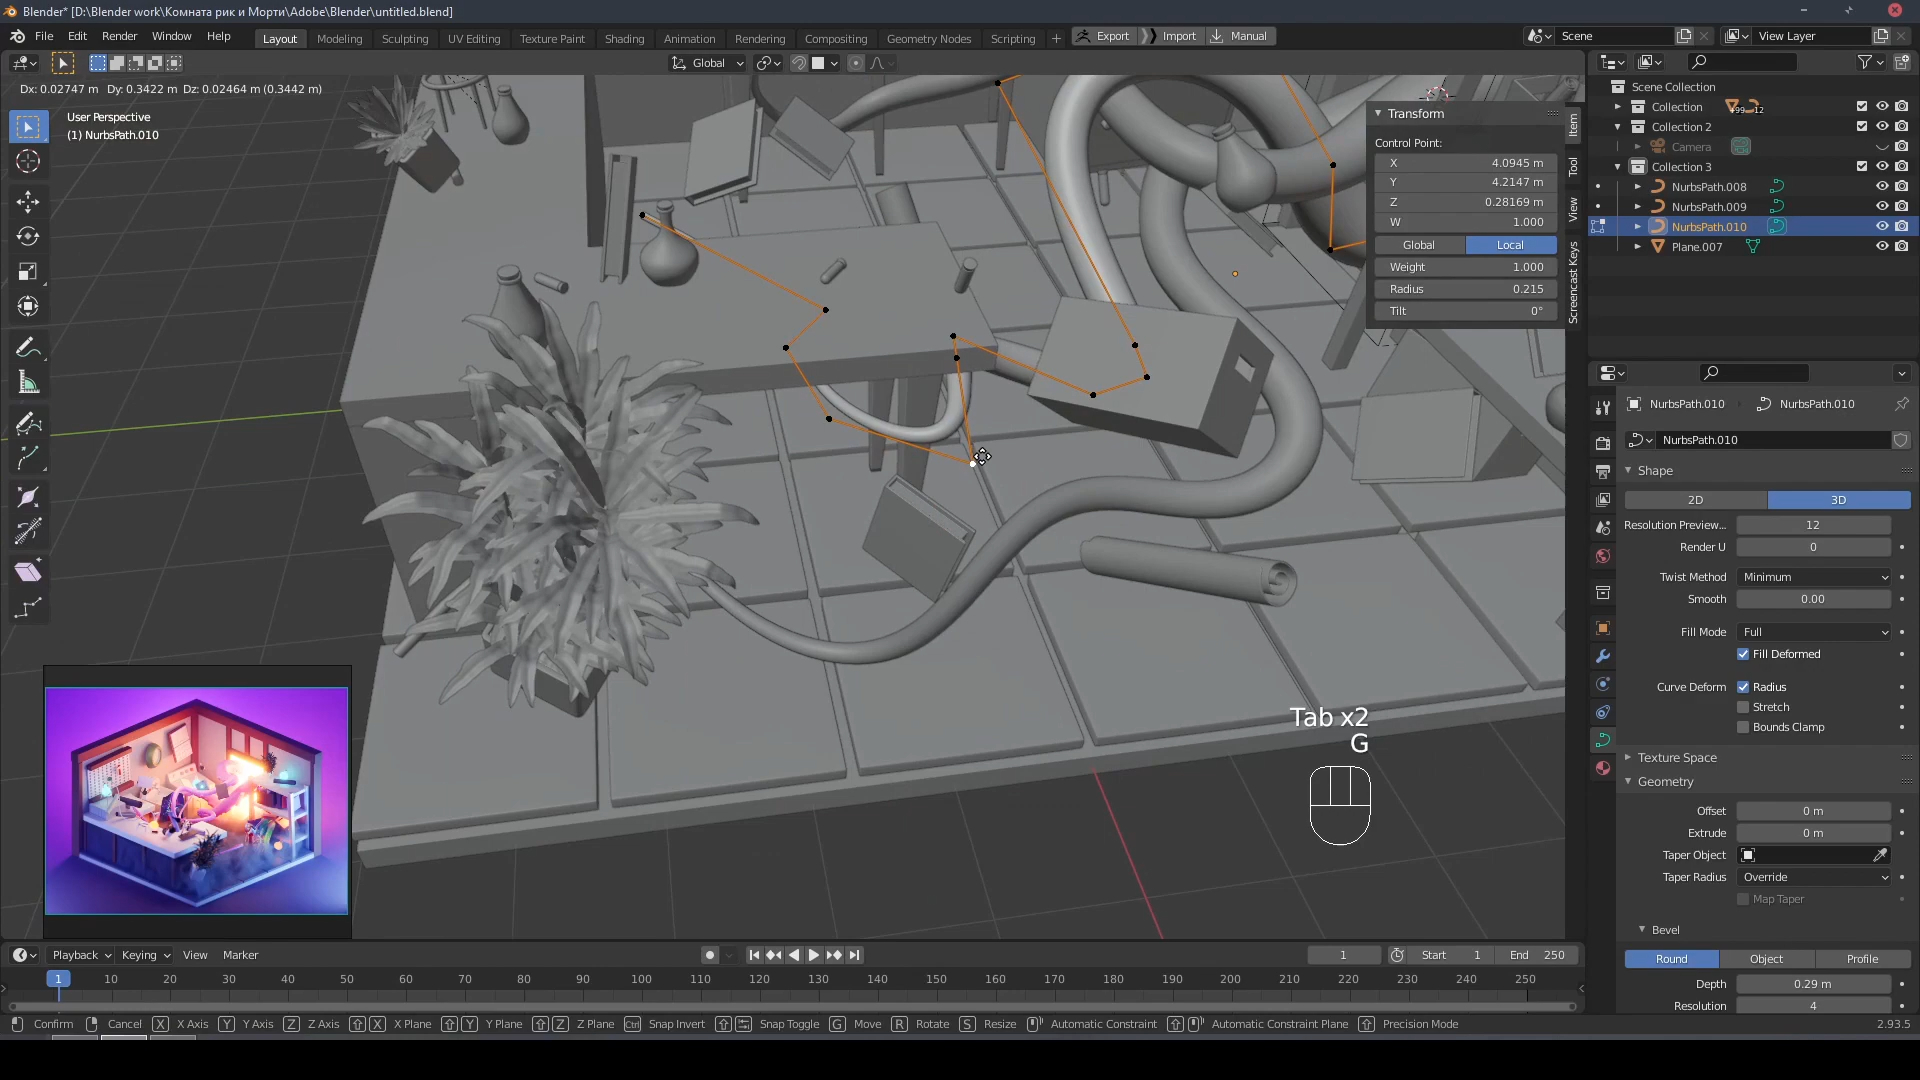 Blender* [D:\Blender work\Комната рик и Морти\Adobe\Blender\untitled.blend]
File Edit Render Window Help Layout Modeling Sculpting UV Editing Texture Paint Shading Animation Rendering Compositing Geometry Nodes Scripting + Export Import Manual Scene View Layer
Global
Dx: 0.02747 m Dy: 0.3422 m Dz: 0.02464 m (0.3442 m)
User Perspective
(1) NurbsPath.010
Transform
Control Point:
X 4.0945 m
Y 4.2147 m
Z 0.28169 m
W 1.000
Global Local
Weight 1.000
Radius 0.215
Tilt 0°
Item
Tool
View
Screencast Keys
Scene Collection
Collection +99 12
Collection 2
Camera
Collection 3
NurbsPath.008
NurbsPath.009
NurbsPath.010
Plane.007
NurbsPath.010 NurbsPath.010
NurbsPath.010
Shape
2D 3D
Resolution Preview... 12
Render U 0
Twist Method Minimum
Smooth 0.00
Fill Mode Full
Fill Deformed
Curve Deform Radius
Stretch
Bounds Clamp
Texture Space
Geometry
Offset 0 m
Extrude 0 m
Taper Object
Taper Radius Override
Map Taper
Bevel
Round Object Profile
Depth 0.29 m
Resolution 4
Tab x2
G
Playback Keying View Marker 1 Start 1 End 250
1 10 20 30 40 50 60 70 80 90 100 110 120 130 140 150 160 170 180 190 200 210 220 230 240 250
Confirm Cancel X X Axis Y Y Axis Z Z Axis X X Plane Y Y Plane Z Z Plane Ctrl Snap Invert Snap Toggle G Move R Rotate S Resize Automatic Constraint Automatic Constraint Plane Precision Mode 2.93.5